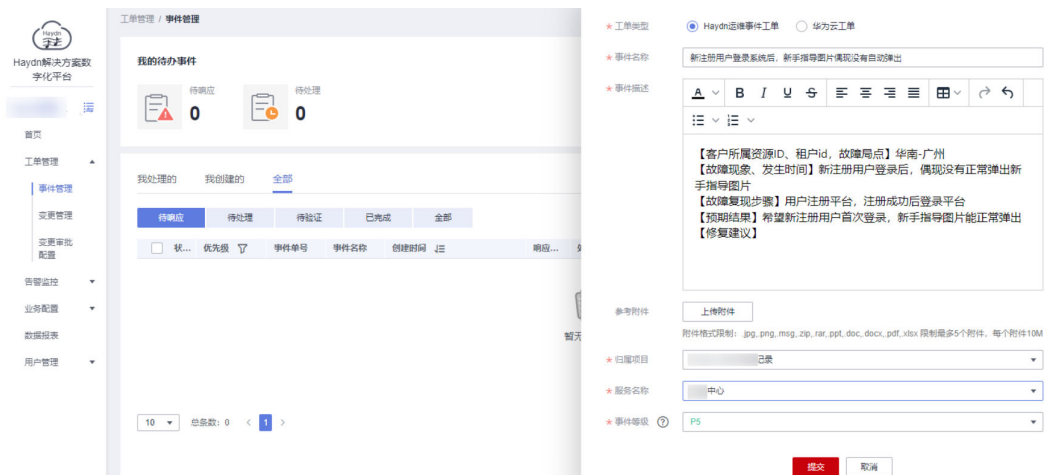 Haydn
Haydn解决方案数
字化平台
首页
工单管理
事件管理
变更管理
变更审批
配置
告警监控
业务配置
数据报表
用户管理
工单管理 / 事件管理
我的待办事件
待响应
0
待处理
0
我处理的 我创建的 全部
待响应 待处理 待验证 已完成 全部
状... 优先级 事件单号 事件名称 创建时间 响应...
暂无
10 总条数: 0 < 1 >
* 工单类型 Haydn运维事件工单 华为云工单
* 事件名称 新注册用户登录系统后，新手指导图片偶现没有自动弹出
* 事件描述
A B I U S
【客户所属资源ID、租户id，故障局点】华南-广州
【故障现象、发生时间】新注册用户登录后，偶现没有正常弹出新
手指导图片
【故障复现步骤】用户注册平台，注册成功后登录平台
【预期结果】希望新注册用户首次登录，新手指导图片能正常弹出
【修复建议】
参考附件 上传附件
附件格式限制: .jpg,.png,.msg,.zip,.rar,.ppt,.doc,.docx,.pdf,.xlsx 限制最多5个附件，每个附件10M
* 归属项目 记录
* 服务名称 中心
* 事件等级 ? P5
提交 取消